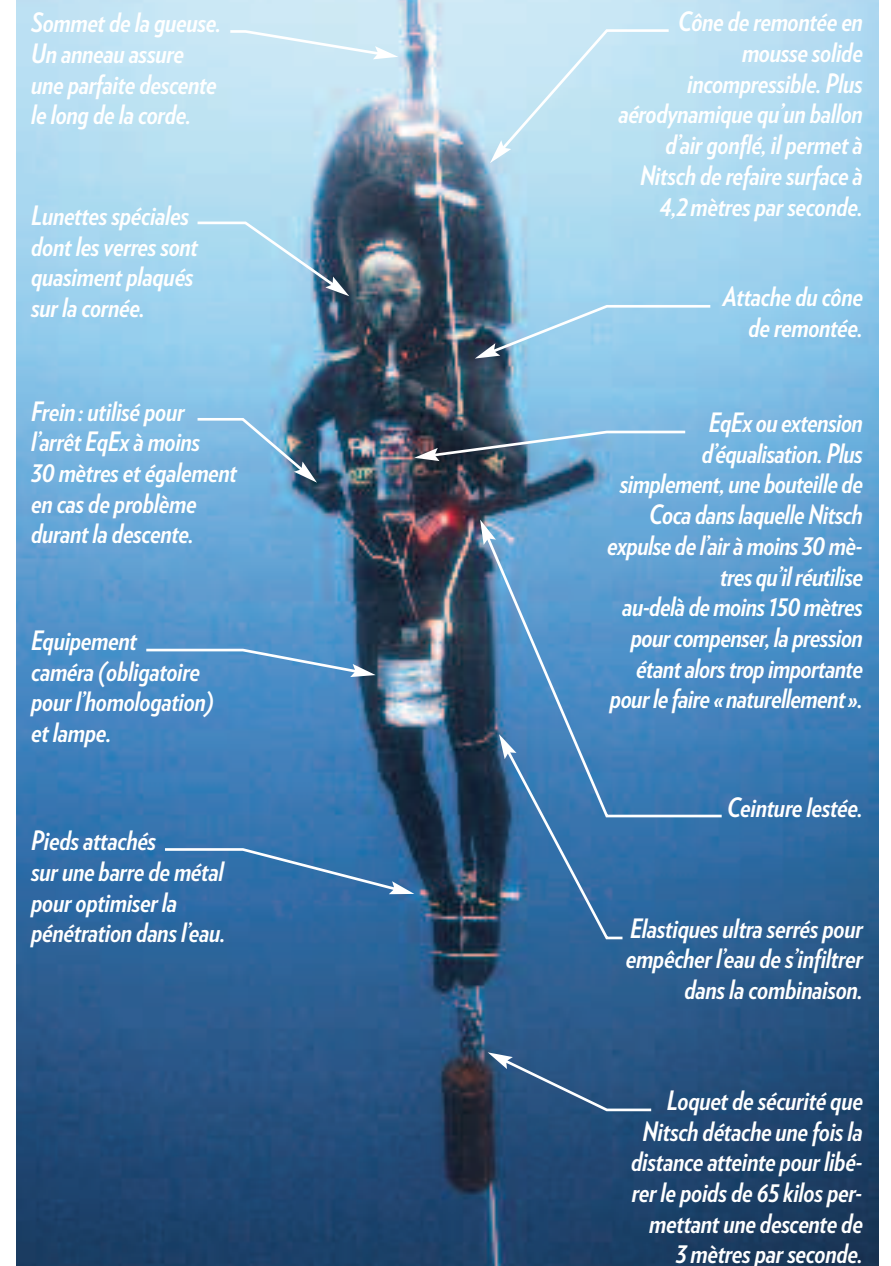 Sommet de la gueuse.
Un anneau assure
une parfaite descente
le long de la corde.
Lunettes spéciales
dont les verres sont
quasiment plaqués
sur la cornée.
Frein : utilisé pour
l'arrêt EqEx à moins
30 mètres et également
en cas de problème
durant la descente.
Equipement
caméra (obligatoire
pour l'homologation)
et lampe.
Pieds attachés
sur une barre de métal
pour optimiser la
pénétration dans l'eau.
Cône de remontée en
mousse solide
incompressible. Plus
aérodynamique qu'un ballon
d'air gonflé, il permet à
Nitsch de refaire surface à
4,2 mètres par seconde.
Attache du cône
de remontée.
EqEx ou extension
d'équalisation. Plus
simplement, une bouteille de
Coca dans laquelle Nitsch
expulse de l'air à moins 30 mè-
tres qu'il réutilise
au-delà de moins 150 mètres
pour compenser, la pression
étant alors trop importante
pour le faire « naturellement ».
Ceinture lestée.
Elastiques ultra serrés pour
empêcher l'eau de s'infiltrer
dans la combinaison.
Loquet de sécurité que
Nitsch détache une fois la
distance atteinte pour libé-
rer le poids de 65 kilos per-
mettant une descente de
3 mètres par seconde.